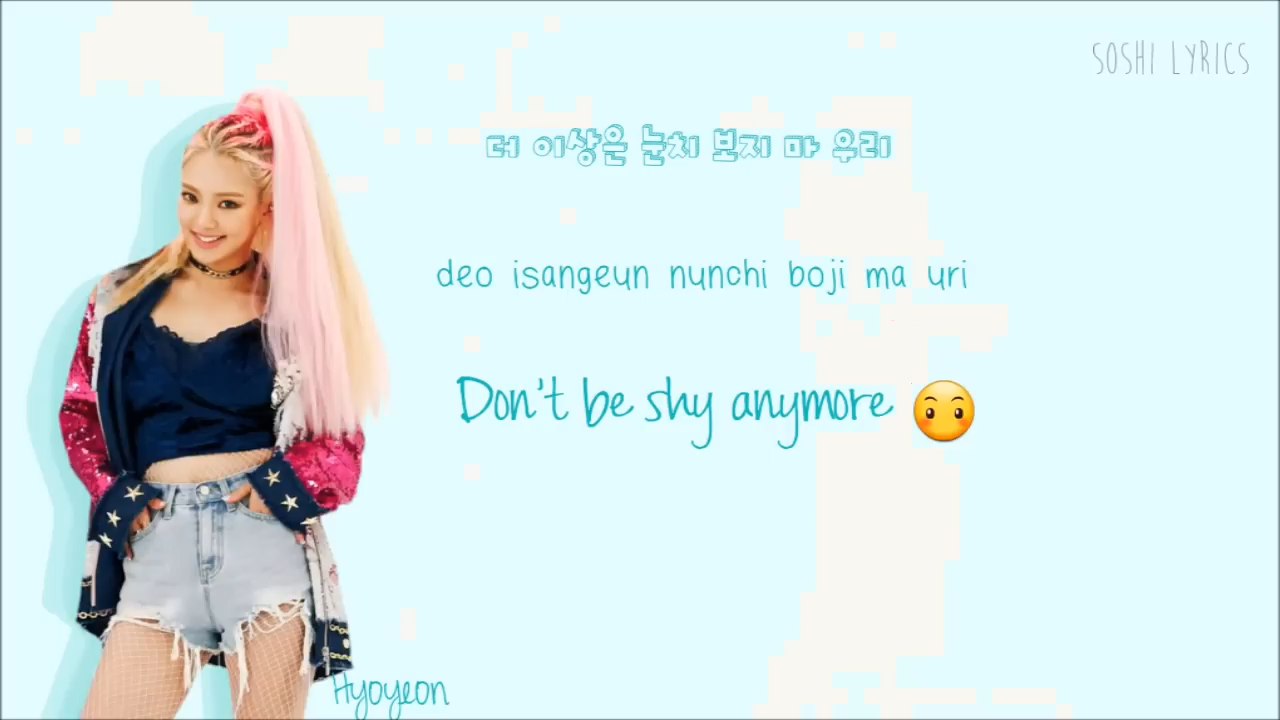 SOSHI LYRICS
더 이상은 눈치 보지 마 우리
deo isangeun nunchi boji ma uri
Don't be shy anymore
Hyoyeon